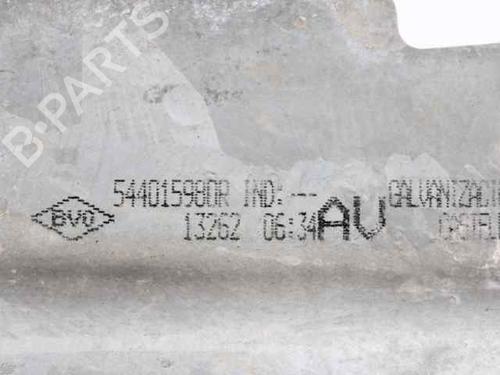 B-PARTS
544015980R IND:---
BVO
13262 06:34
AV